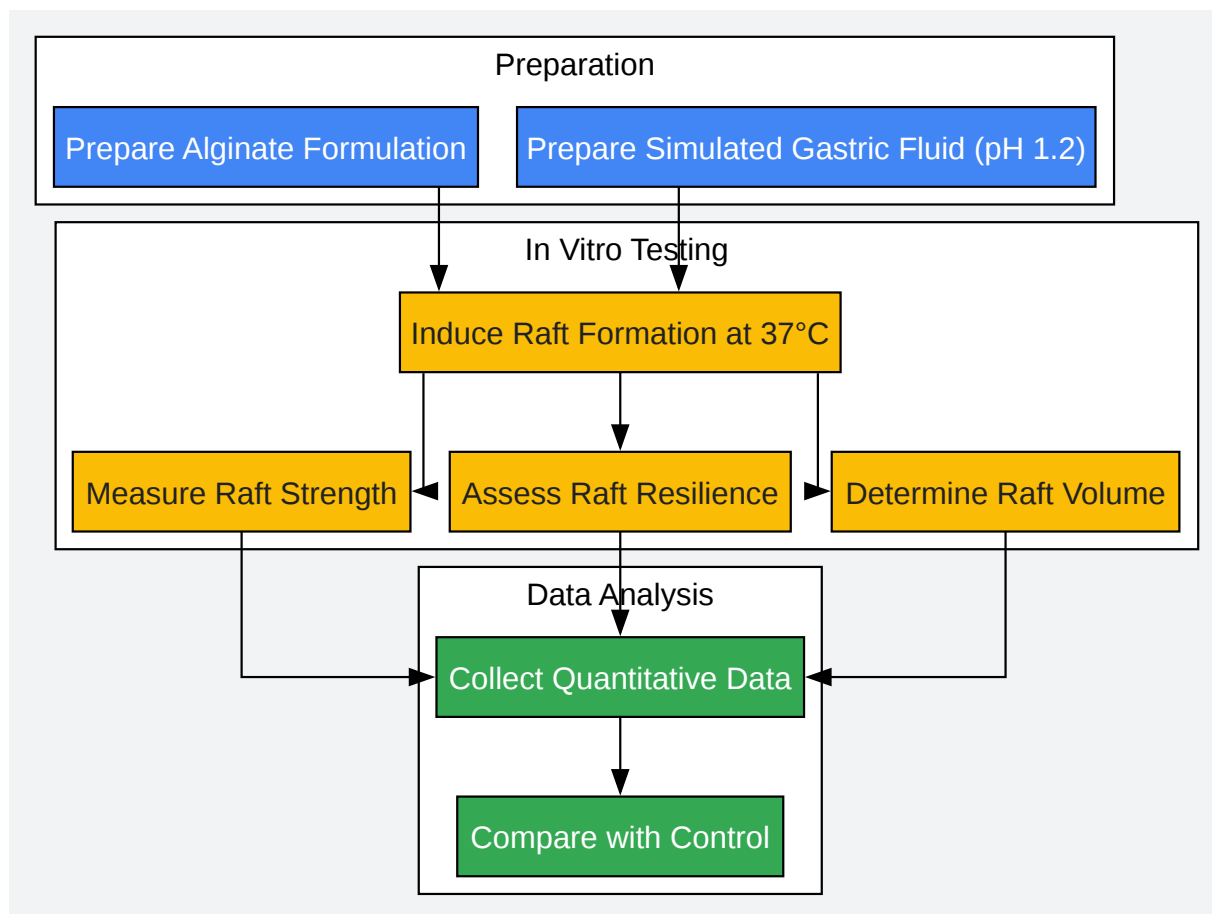 Preparation
Prepare Alginate Formulation
Prepare Simulated Gastric Fluid (pH 1.2)
In Vitro Testing
Induce Raft Formation at 37°C
Measure Raft Strength
Assess Raft Resilience
Determine Raft Volume
Data Analysis
Collect Quantitative Data
Compare with Control